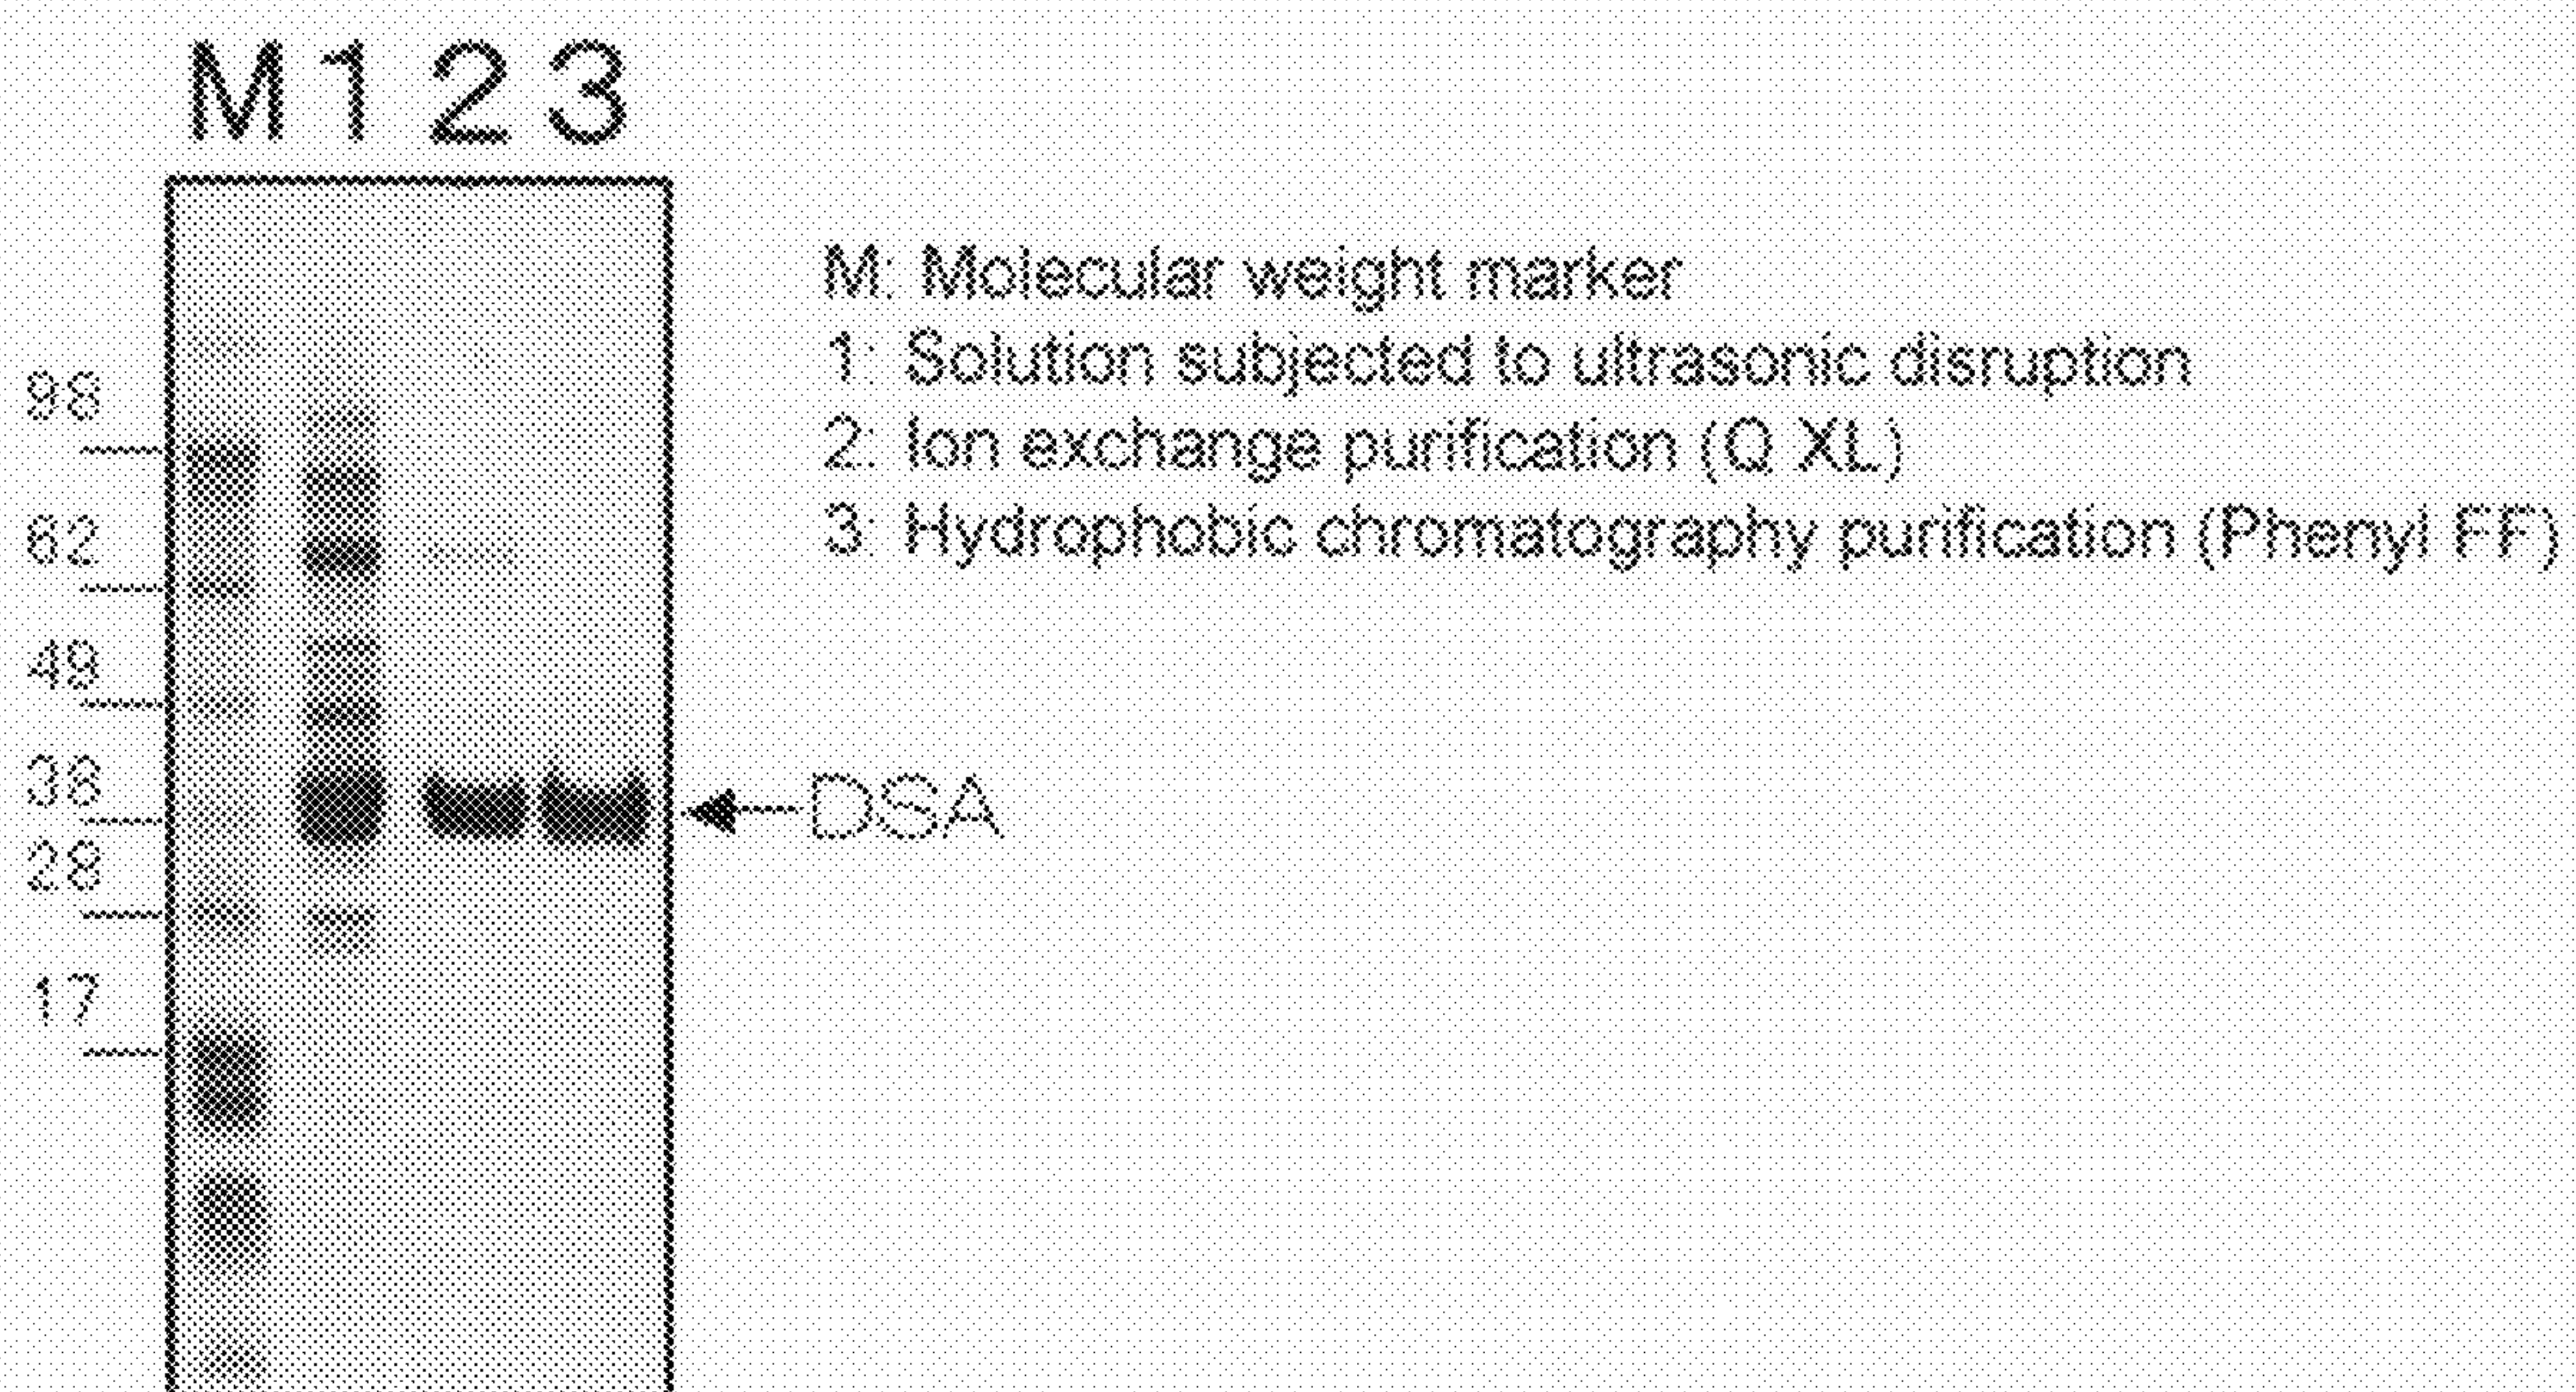 M 1 2 3
M: Molecular weight marker
1: Solution subjected to ultrasonic disruption
2: Ion exchange purification (Q XL)
3: Hydrophobic chromatography purification (Phenyl FF)
98
62
49
38
DSA
28
17